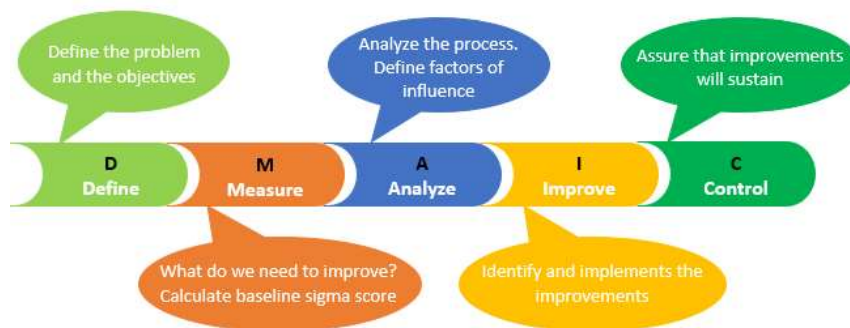 Define the problem
and the objectives
Analyze the process.
Define factors of
influence
Assure that improvements
will sustain
D
Define
M
Measure
A
Analyze
I
Improve
C
Control
What do we need to improve?
Calculate baseline sigma score
Identify and implements the
improvements